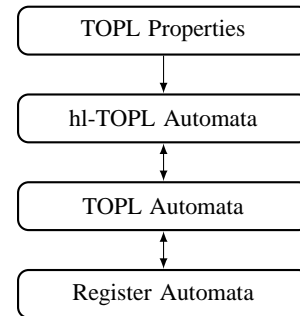 TOPL Properties
hl-TOPL Automata
TOPL Automata
Register Automata